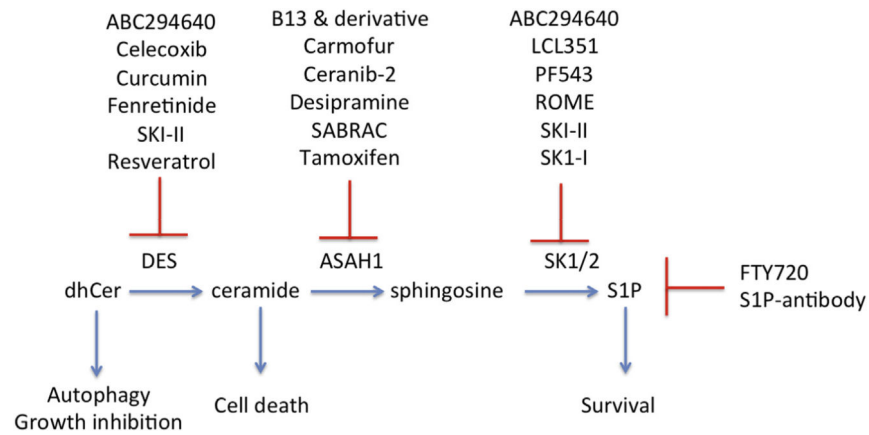 ABC294640
Celecoxib
Curcumin
Fenretinide
SKI-II
Resveratrol
B13 & derivative
Carmofur
Ceranib-2
Desipramine
SABRAC
Tamoxifen
ABC294640
LCL351
PF543
ROME
SKI-II
SK1-I
DES
ASAH1
SK1/2
dhCer
ceramide
sphingosine
S1P
FTY720
S1P-antibody
Autophagy
Growth inhibition
Cell death
Survival